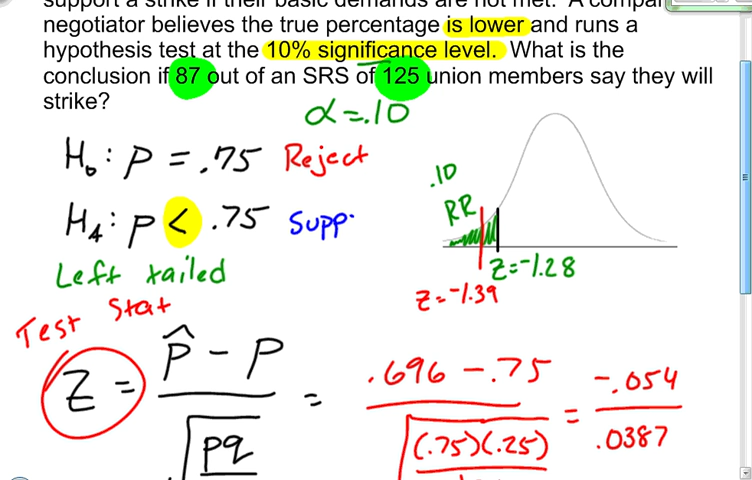 support a strike if their basic demands are not met. A
negotiator believes the true percentage is lower and runs a
hypothesis test at the 10% significance level. What is the
conclusion if 87 out of an SRS of 125 union members say they will
strike?
α = .10
H₀: P = .75 Reject
.10
RR
H_A: P < .75 Supp.
Left tailed
z = -1.28
z = -1.39
Test Stat
Z = p̂ - P / √pq = .696 - .75 / √(.75)(.25) = -.054 / .0387